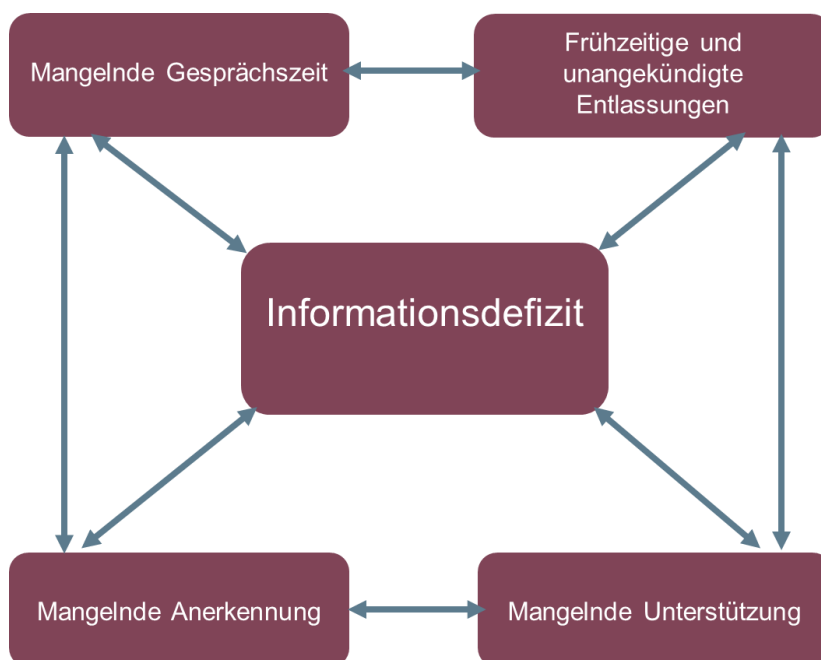 Mangelnde Gesprächszeit
Frühzeitige und
unangekündigte
Entlassungen
Informationsdefizit
Mangelnde Anerkennung
Mangelnde Unterstützung